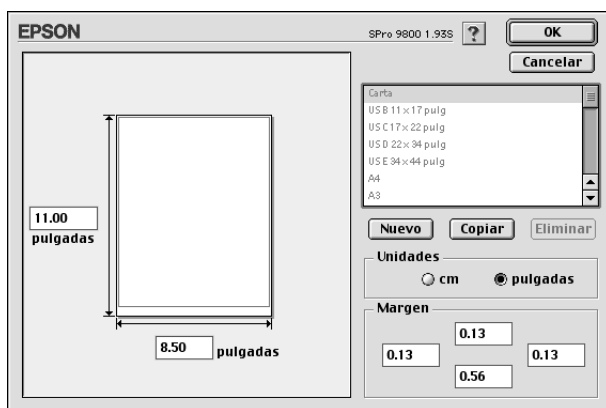 EPSON
SPro 9800 1.93S
?
OK
Cancelar
Carta
US B 11 × 17 pulg
US C 17 × 22 pulg
US D 22 × 34 pulg
US E 34 × 44 pulg
A4
A3
11.00
pulgadas
8.50 pulgadas
Nuevo Copiar Eliminar
Unidades
cm pulgadas
Margen
0.13
0.13 0.13
0.56